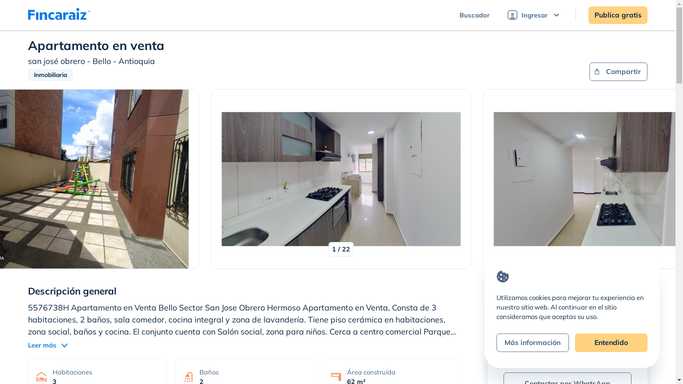 Fincaraiz
Buscador
Ingresar
Publica gratis
Apartamento en venta
san josé obrero - Bello - Antioquia
Inmobiliaria
Compartir
1 / 22
Descripción general
5576738H Apartamento en Venta Bello Sector San Jose Obrero Hermoso Apartamento en Venta, Consta de 3
habitaciones, 2 baños, sala comedor, cocina integral y zona de lavandería. Tiene piso cerámica en habitaciones,
zona social, baños y cocina. El conjunto cuenta con Salón social, zona para niños. Cerca a centro comercial Parque,...
Leer más
Habitaciones
3
Baños
2
Área construida
62 m²
Utilizamos cookies para mejorar tu experiencia en
nuestro sitio web. Al continuar en el sitio
consideramos que aceptas su uso.
Más información
Entendido
Contactar por WhatsApp